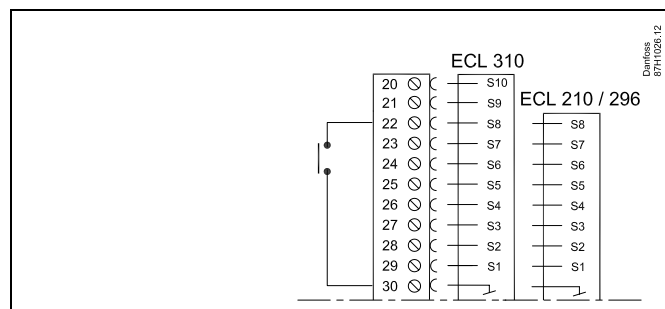 Danfoss
87H1026.12
ECL 310
ECL 210 / 296
20 S10
21 S9
22 S8 S8
23 S7 S7
24 S6 S6
25 S5 S5
26 S4 S4
27 S3 S3
28 S2 S2
29 S1 S1
30